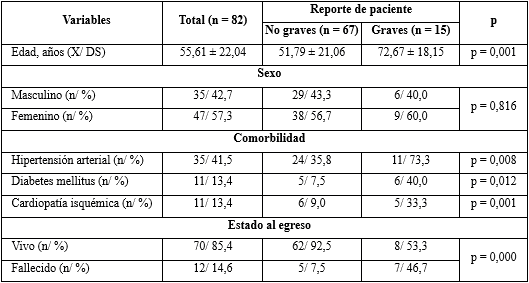 Variables Total (n = 82) Reporte de paciente p
No graves (n = 67) Graves (n = 15)
Edad, años (X/ DS) 55,61 ± 22,04 51,79 ± 21,06 72,67 ± 18,15 p = 0,001
Sexo
Masculino (n/ %) 35/ 42,7 29/ 43,3 6/ 40,0 p = 0,816
Femenino (n/ %) 47/ 57,3 38/ 56,7 9/ 60,0
Comorbilidad
Hipertensión arterial (n/ %) 35/ 41,5 24/ 35,8 11/ 73,3 p = 0,008
Diabetes mellitus (n/ %) 11/ 13,4 5/ 7,5 6/ 40,0 p = 0,012
Cardiopatía isquémica (n/ %) 11/ 13,4 6/ 9,0 5/ 33,3 p = 0,001
Estado al egreso
Vivo (n/ %) 70/ 85,4 62/ 92,5 8/ 53,3 p = 0,000
Fallecido (n/ %) 12/ 14,6 5/ 7,5 7/ 46,7